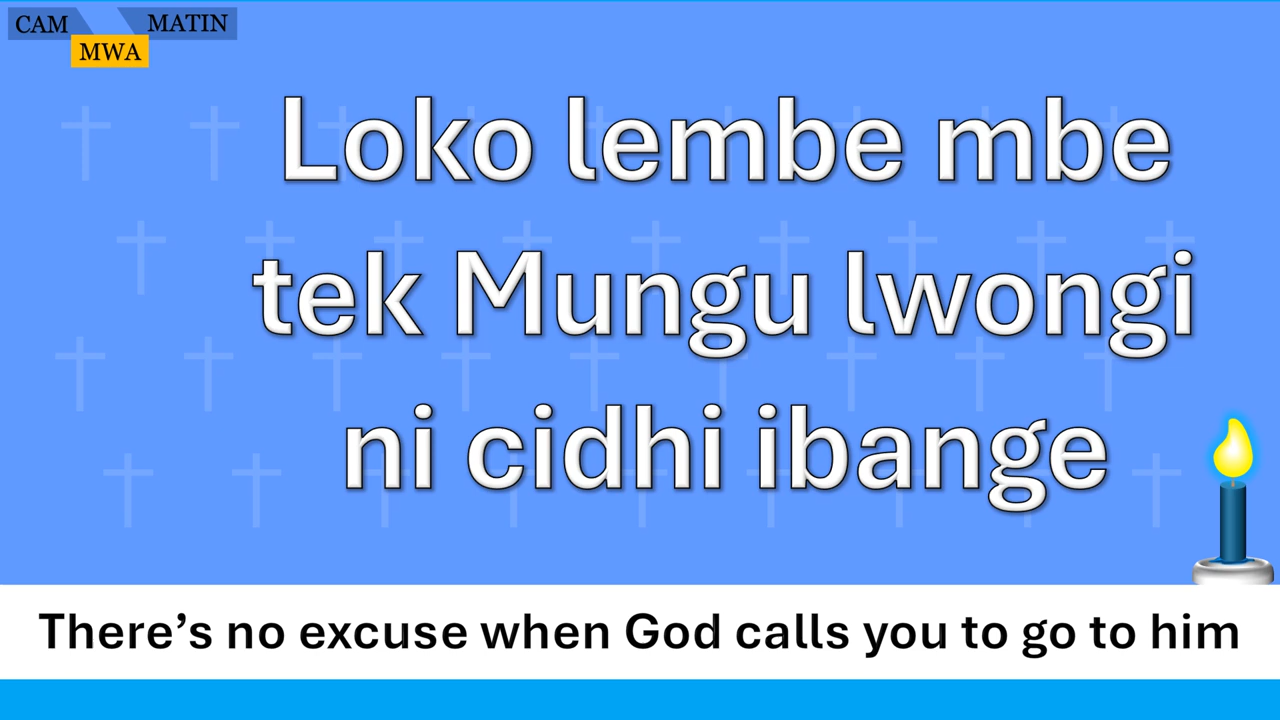 CAM MATIN
MWA
Loko lembe mbe
tek Mungu lwongi
ni cidhi ibange
There’s no excuse when God calls you to go to him